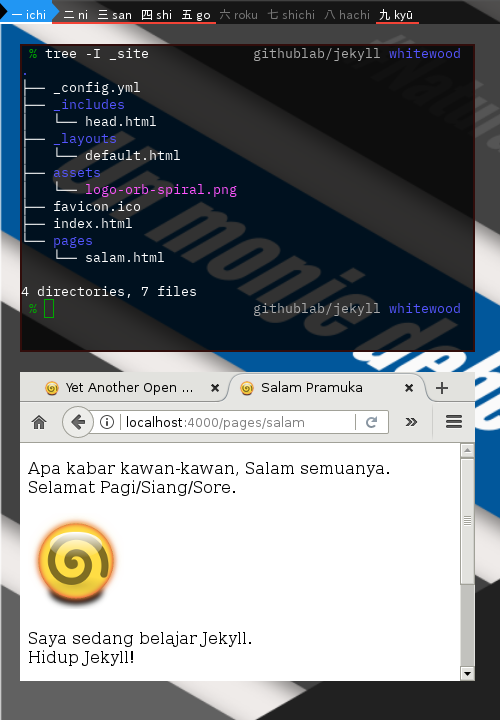 一 ichi 二 ni 三 san 四 shi 五 go 六 roku 七 shichi 八 hachi 九 kyū
% tree -I _site githublab/jekyll whitewood
.
├── _config.yml
├── _includes
│   └── head.html
├── _layouts
│   └── default.html
├── assets
│   └── logo-orb-spiral.png
├── favicon.ico
├── index.html
└── pages
    └── salam.html
4 directories, 7 files
% githublab/jekyll whitewood
Un monje debe
Yet Another Open ... Salam Pramuka
localhost:4000/pages/salam
Apa kabar kawan-kawan, Salam semuanya.
Selamat Pagi/Siang/Sore.
Saya sedang belajar Jekyll.
Hidup Jekyll!